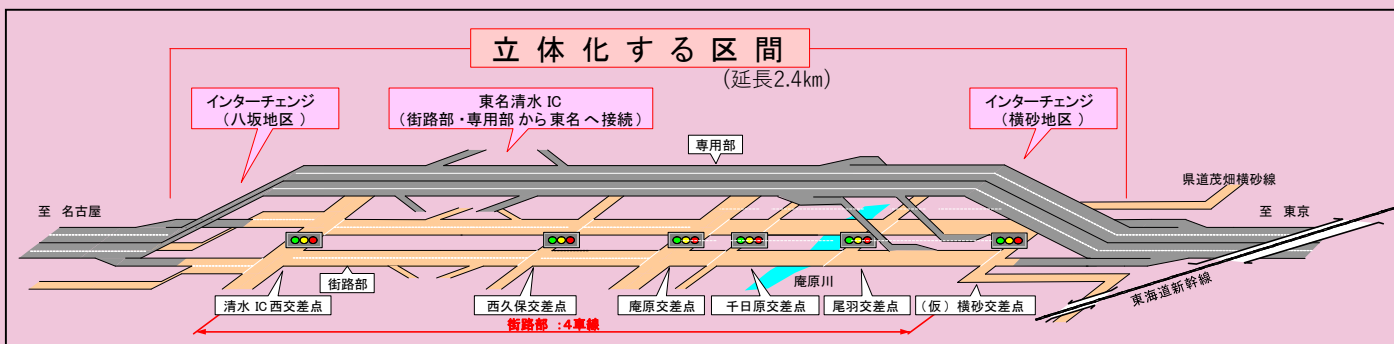 立体化する区間
(延長2.4km)
インターチェンジ
(八坂地区)
東名清水 IC
(街路部・専用部から東名へ接続)
インターチェンジ
(横砂地区)
専用部
県道茂畑横砂線
至 名古屋
至 東京
街路部
庵原川
東海道新幹線
清水 IC西交差点
西久保交差点
庵原交差点
千日原交差点
尾羽交差点
(仮)横砂交差点
街路部 :4車線